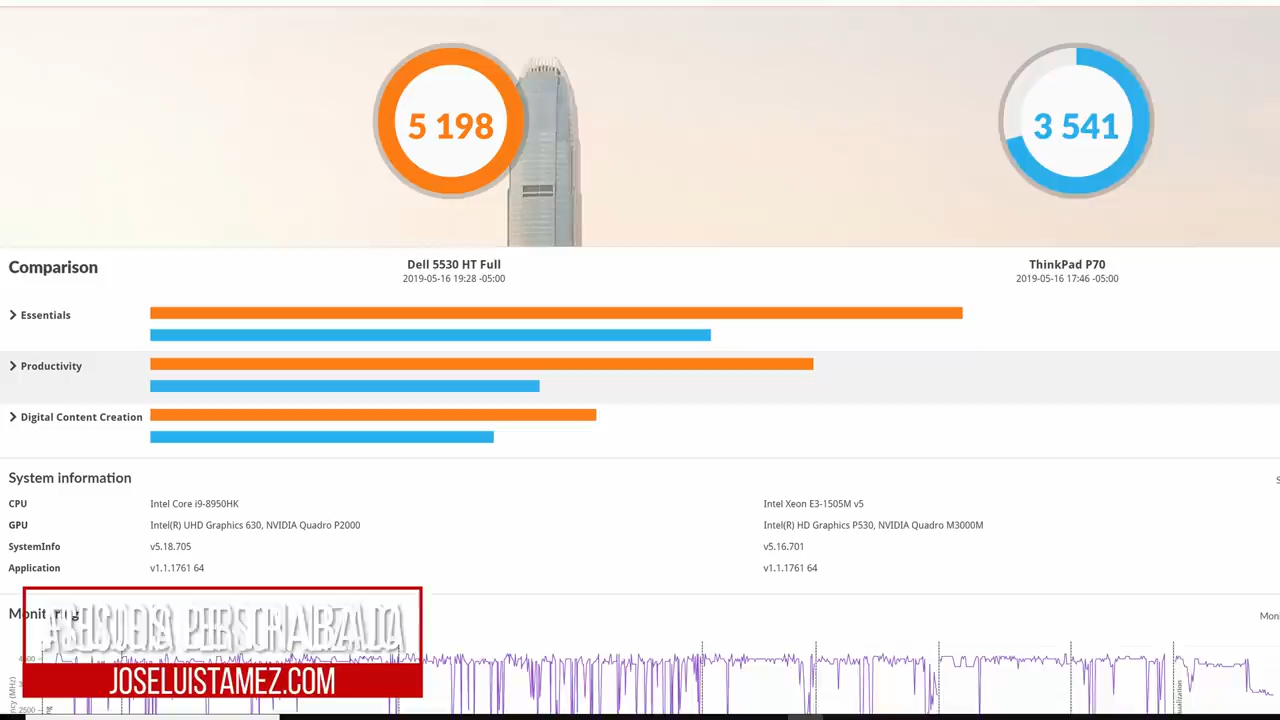 5 198
3 541
Comparison
Dell 5530 HT Full
2019-05-16 19:28 -05:00
ThinkPad P70
2019-05-16 17:46 -05:00
Essentials
Productivity
Digital Content Creation
System information
CPU
Intel Core i9-8950HK
Intel Xeon E3-1505M v5
GPU
Intel(R) UHD Graphics 630, NVIDIA Quadro P2000
Intel(R) HD Graphics P530, NVIDIA Quadro M3000M
SystemInfo
v5.18.705
v5.16.701
Application
v1.1.1761 64
v1.1.1761 64
JOSELUISTAMEZ.COM
2500